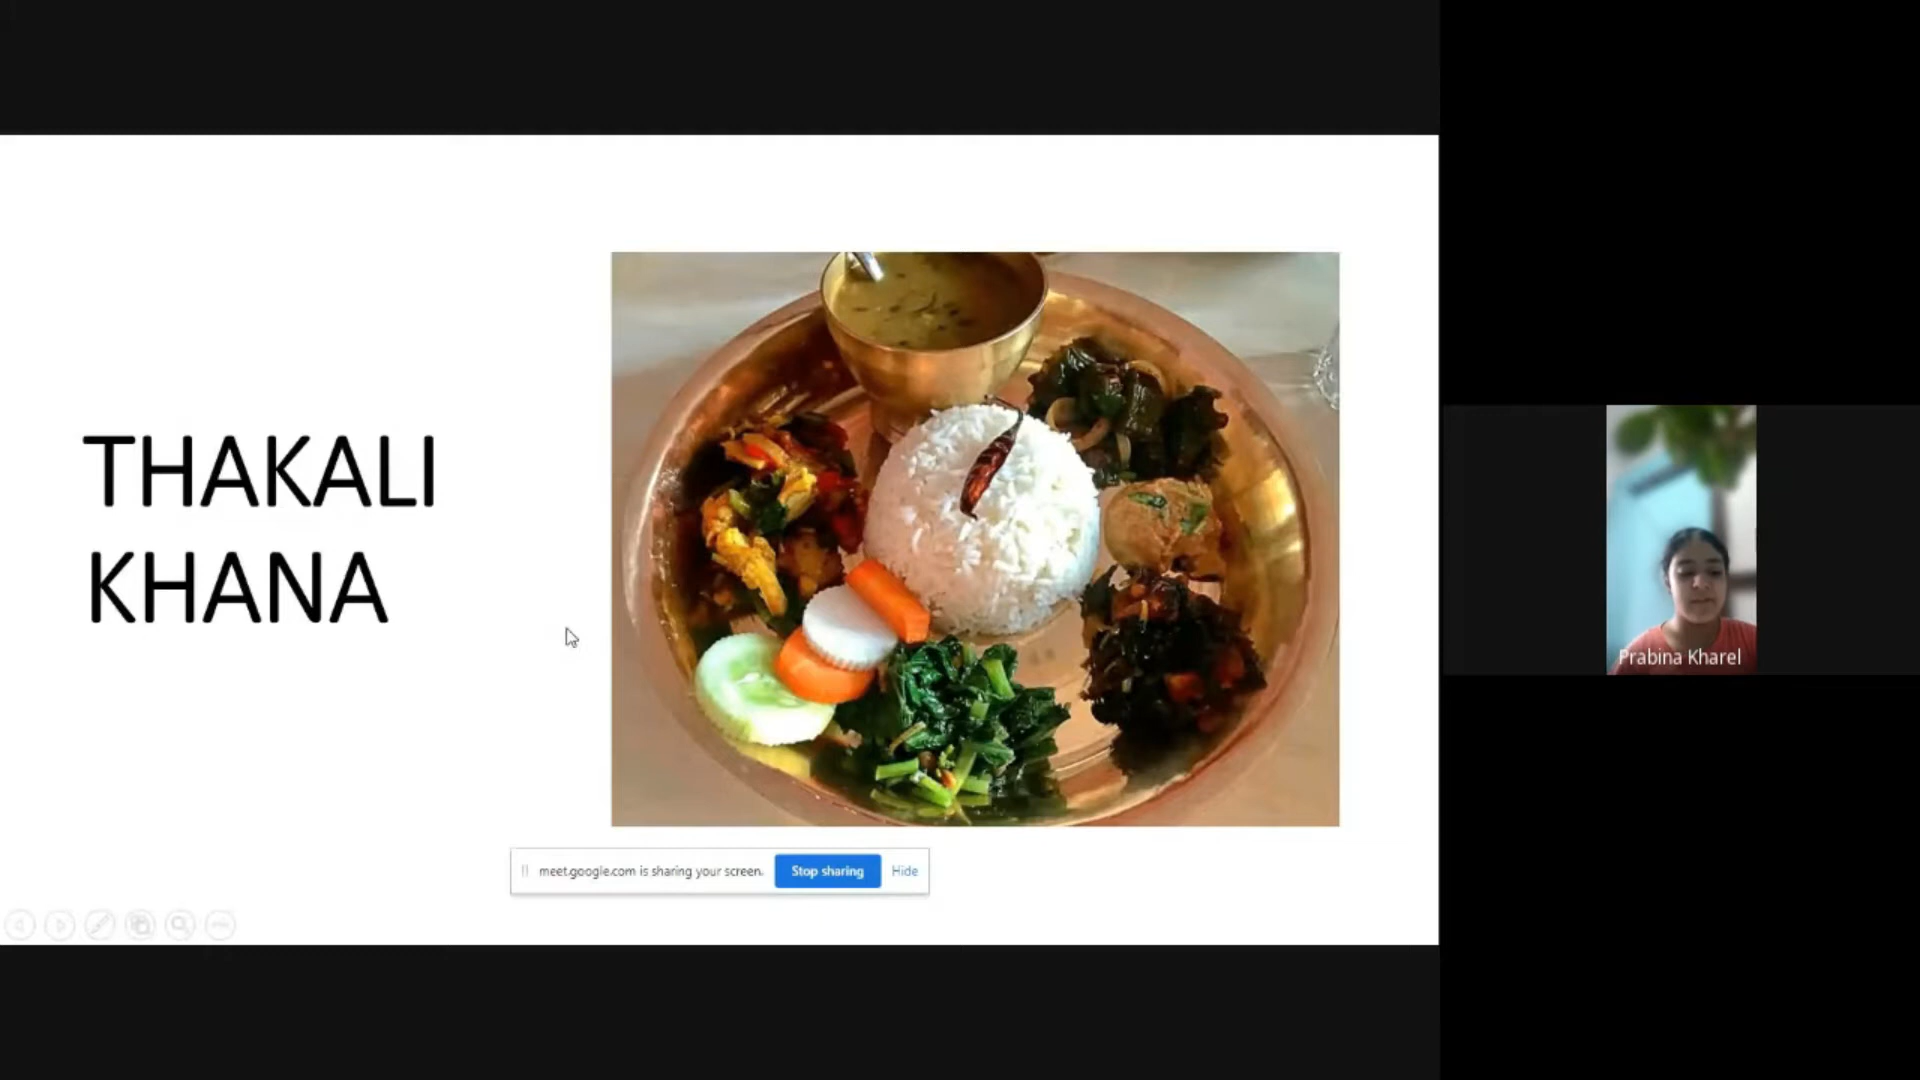 THAKALI
KHANA
meet.google.com is sharing your screen.
Stop sharing
Hide
Prabina Kharel